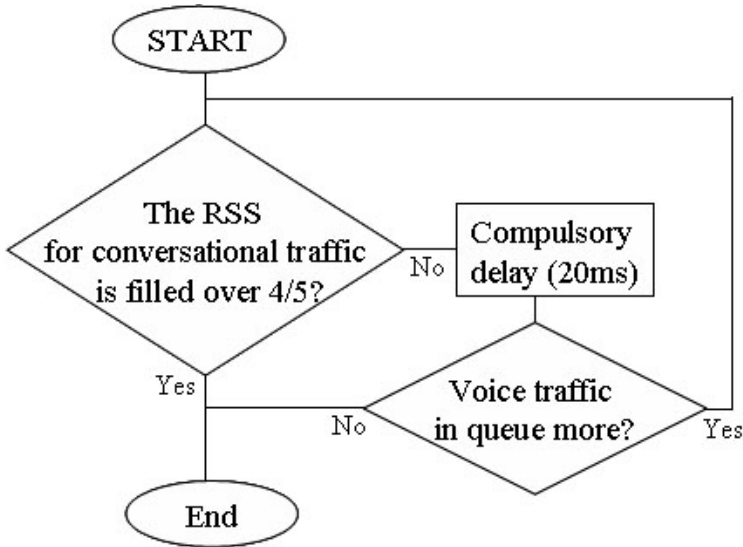 START
The RSS
for conversational traffic
is filled over 4/5?
No
Compulsory
delay (20ms)
Yes
Voice traffic
in queue more?
No
Yes
End